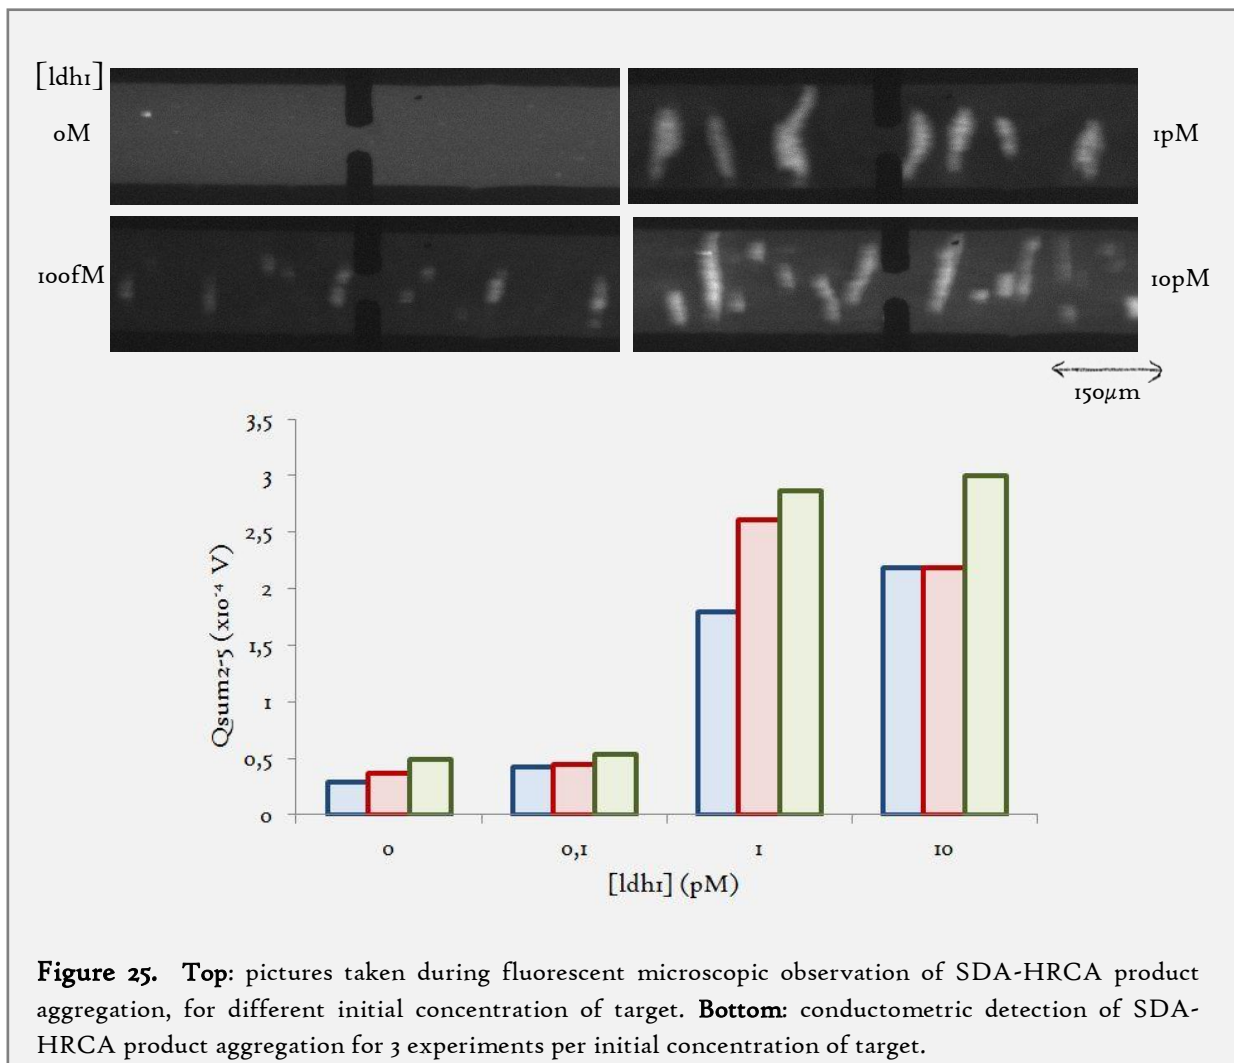 [ldh1]
0M
1pM
100fM
10pM
150µm
3,5
3
2,5
2
1,5
1
0,5
0
Qsum2-5 (x10⁻⁴ V)
0 0,1 1 10
[ldh1] (pM)
Figure 25. Top: pictures taken during fluorescent microscopic observation of SDA-HRCA product
aggregation, for different initial concentration of target. Bottom: conductometric detection of SDA-
HRCA product aggregation for 3 experiments per initial concentration of target.